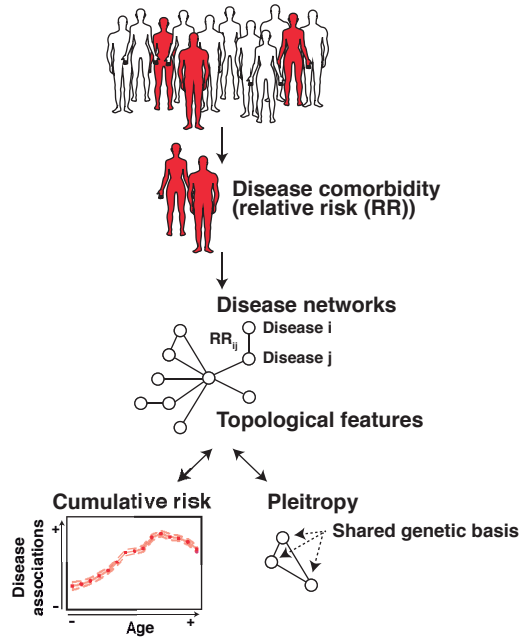 Disease comorbidity
(relative risk (RR))
Disease networks
Disease i
RRij
Disease j
Topological features
Cumulative risk
Pleitropy
Shared genetic basis
Disease
associations
+
-
- Age +